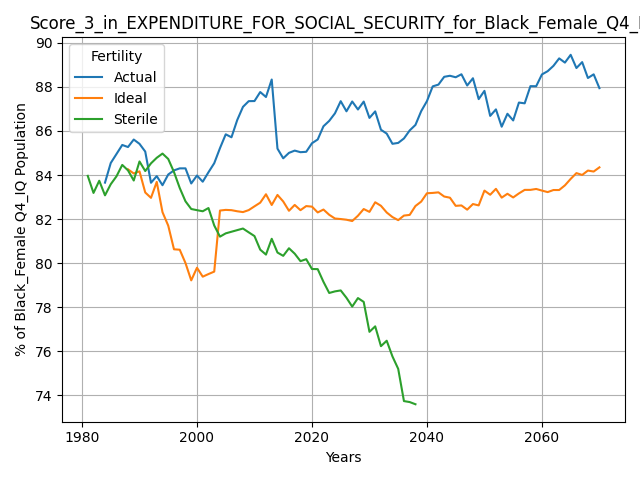 Score_3_in_EXPENDITURE_FOR_SOCIAL_SECURITY_for_Black_Female_Q4_I
Fertility
Actual
Ideal
Sterile
90
88
86
84
82
80
78
76
74
% of Black_Female Q4_IQ Population
1980 2000 2020 2040 2060
Years